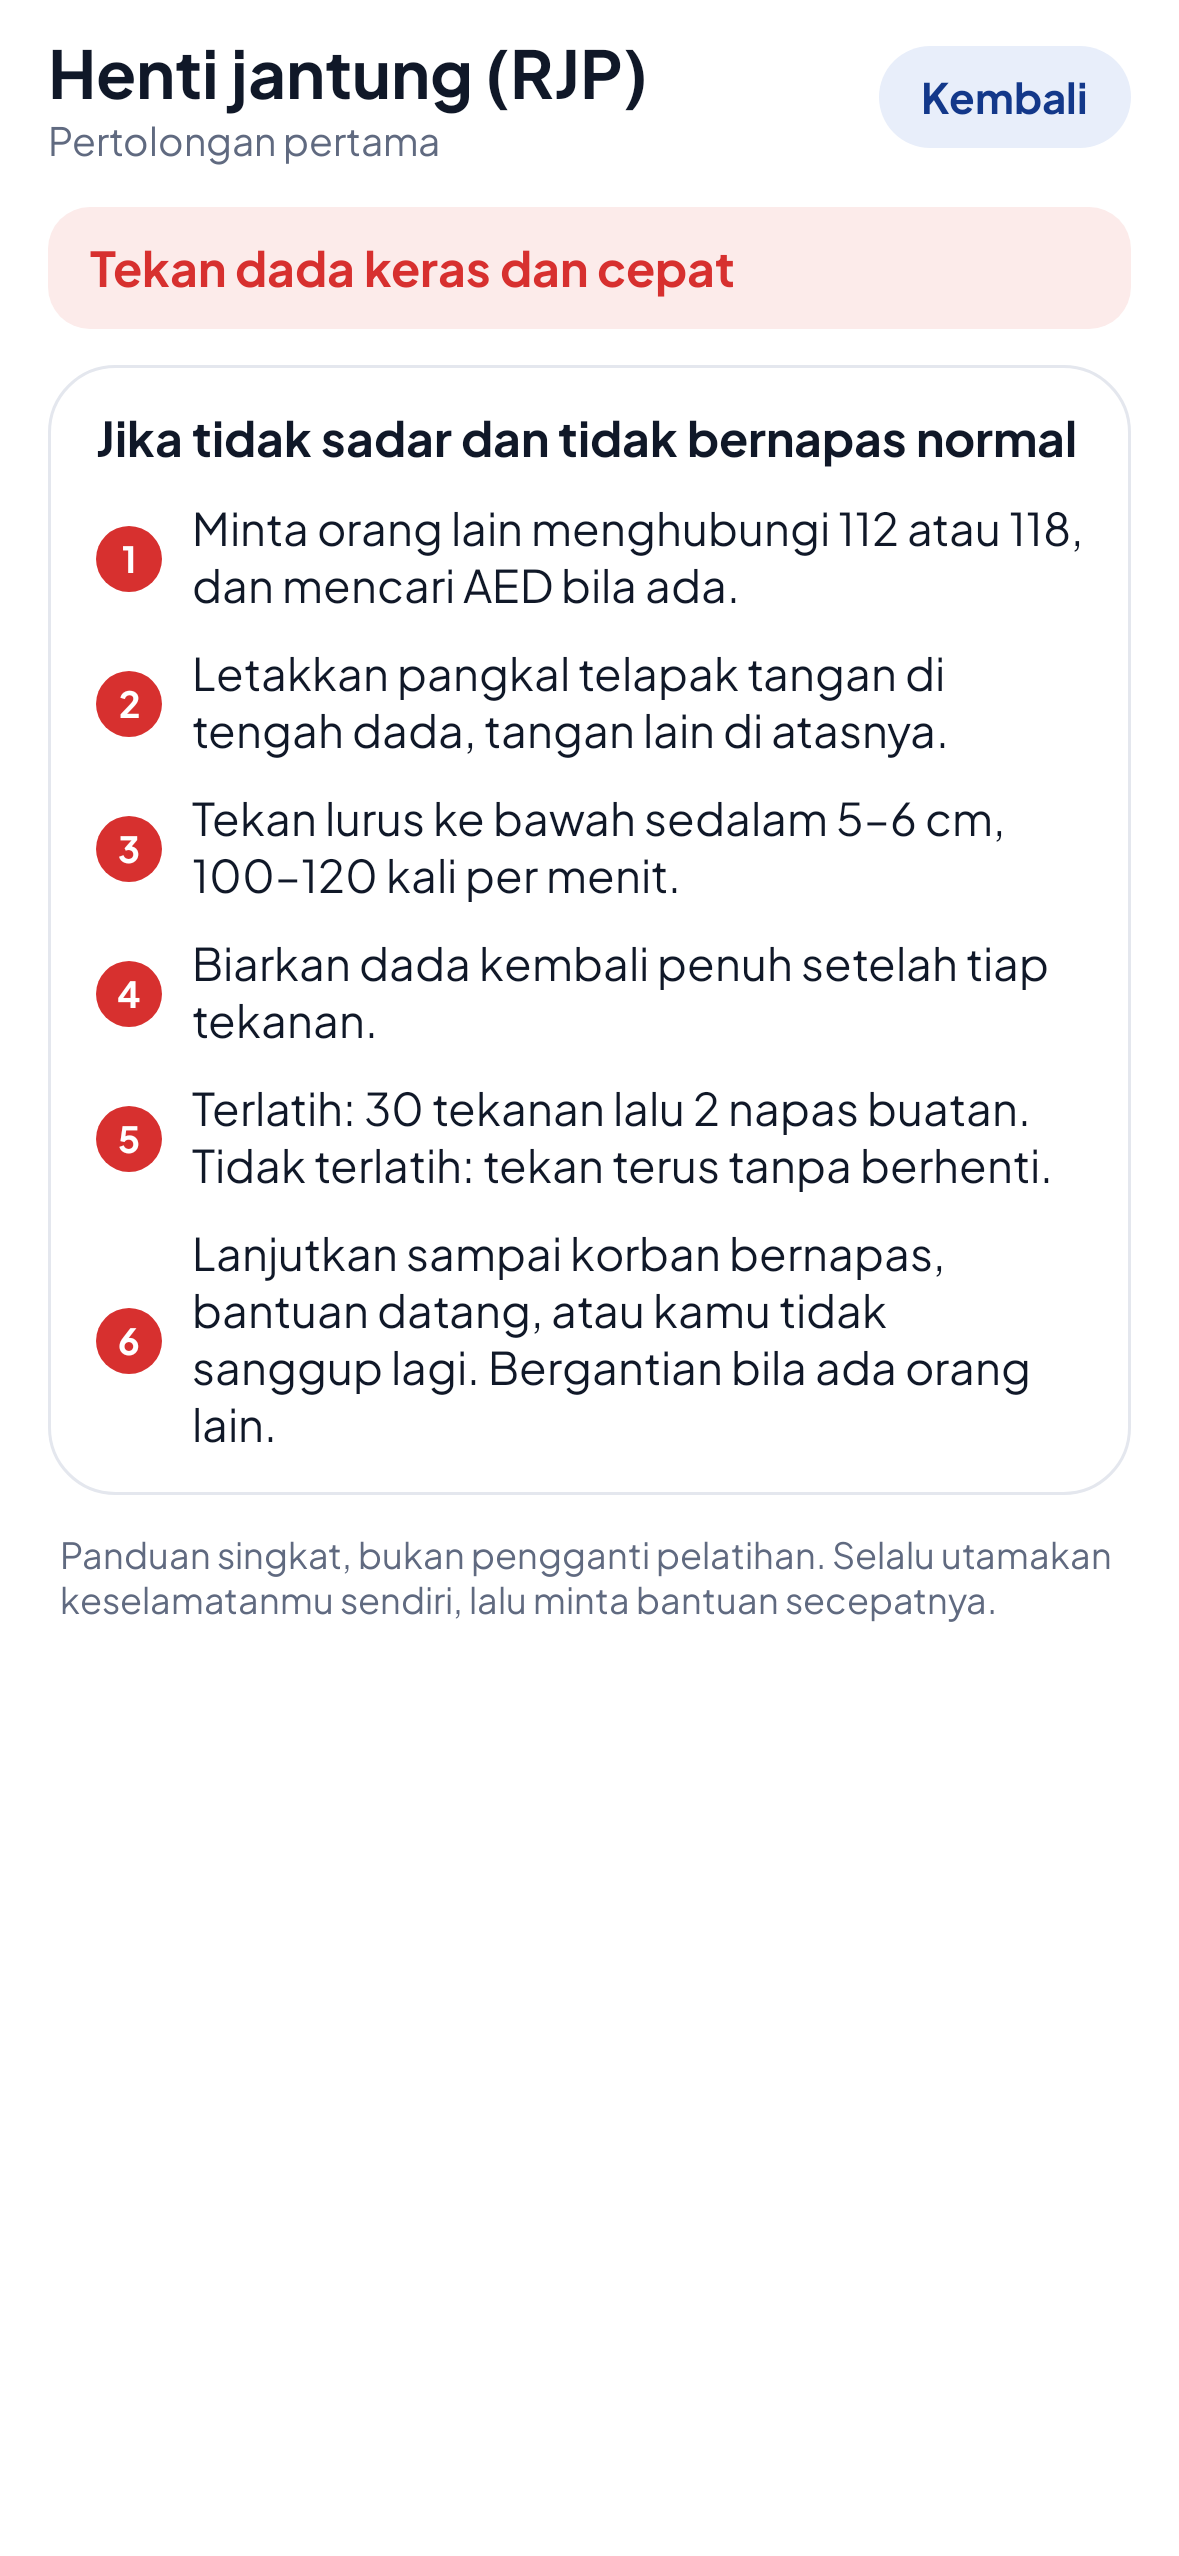 Henti jantung (RJP)
Pertolongan pertama
Kembali
Tekan dada keras dan cepat
Jika tidak sadar dan tidak bernapas normal
1
Minta orang lain menghubungi 112 atau 118,
dan mencari AED bila ada.
2
Letakkan pangkal telapak tangan di
tengah dada, tangan lain di atasnya.
3
Tekan lurus ke bawah sedalam 5–6 cm,
100–120 kali per menit.
4
Biarkan dada kembali penuh setelah tiap
tekanan.
5
Terlatih: 30 tekanan lalu 2 napas buatan.
Tidak terlatih: tekan terus tanpa berhenti.
6
Lanjutkan sampai korban bernapas,
bantuan datang, atau kamu tidak
sanggup lagi. Bergantian bila ada orang
lain.
Panduan singkat, bukan pengganti pelatihan. Selalu utamakan
keselamatanmu sendiri, lalu minta bantuan secepatnya.